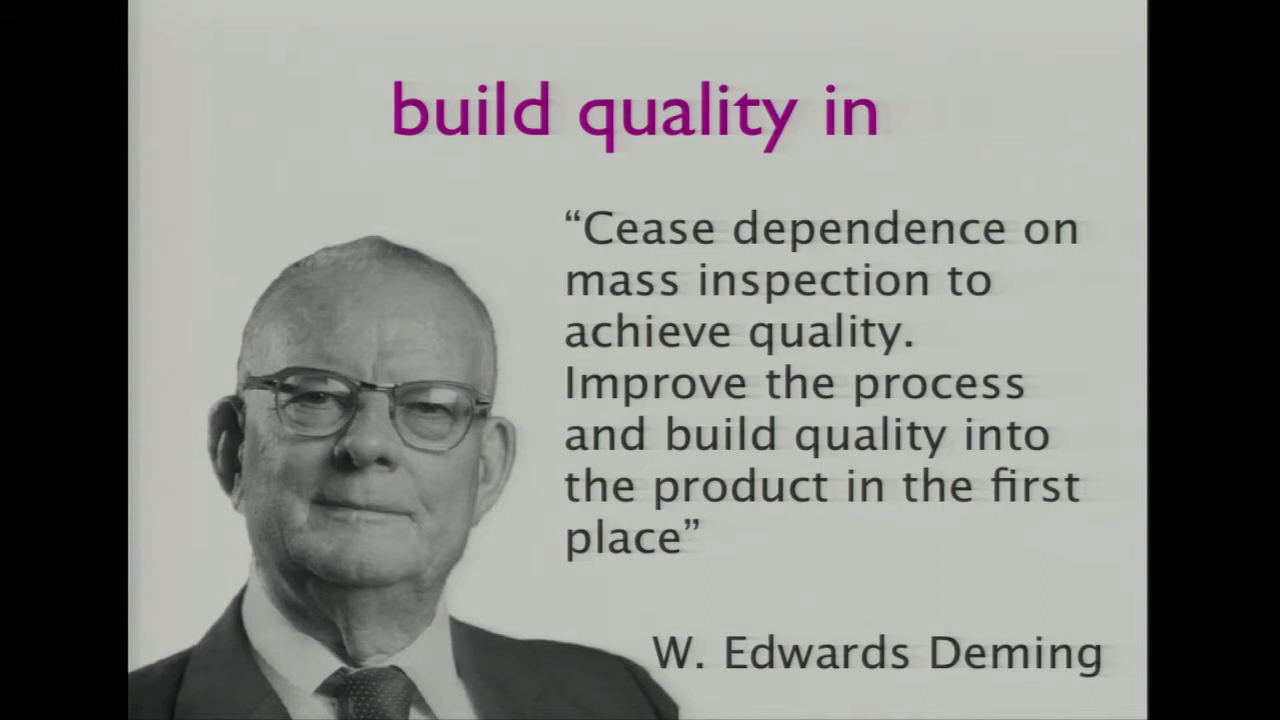 build quality in
“Cease dependence on
mass inspection to
achieve quality.
Improve the process
and build quality into
the product in the first
place”
W. Edwards Deming